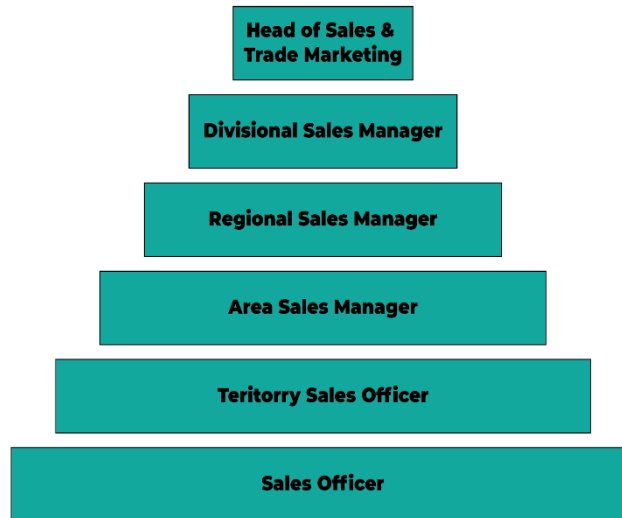 Head of Sales &
Trade Marketing
Divisional Sales Manager
Regional Sales Manager
Area Sales Manager
Teritorry Sales Officer
Sales Officer